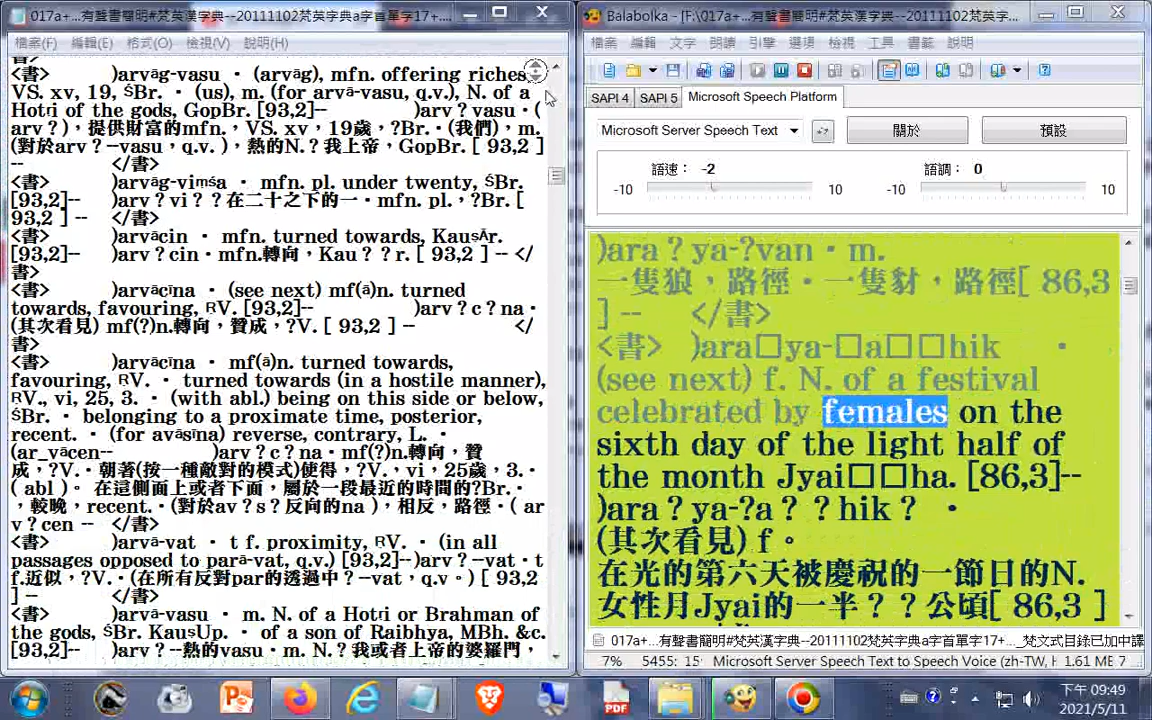 017a+...有聲書簡明#梵英漢字典--20111102梵英字典a字首單字17+...
檔案(F) 編輯(E) 格式(O) 檢視(V) 說明(H)
書>
<書> )arvāg-vasu ‧ (arvāg), mfn. offering riches,
VS. xv, 19, ŚBr. ‧ (us), m. (for arvā-vasu, q.v.), N. of a
Hotṛi of the gods, GopBr. [93,2]-- )arv？vasu‧(
arv？)，提供財富的mfn.，VS. xv，19歲，?Br.‧(我們)，m.
(對於arv？--vasu，q.v.)，熱的N.？我上帝，GopBr. [ 93,2 ]
-- </書>
<書> )arvāg-viṃśa ‧ mfn. pl. under twenty, ŚBr.
[93,2]-- )arv？vi？？在二十之下的一‧mfn. pl.，?Br. [
93,2 ] -- </書>
<書> )arvācin ‧ mfn. turned towards, KauṣĀr.
[93,2]-- )arv？cin‧mfn.轉向，Kau？？r. [ 93,2 ] -- </
書>
<書> )arvācīna ‧ (see next) mf(ā)n. turned
towards, favouring, ṚV. [93,2]-- )arv？c？na‧
(其次看見) mf(?)n.轉向，贊成，?V. [ 93,2 ] -- </
書>
<書> )arvācīna ‧ mf(ā)n. turned towards,
favouring, ṚV. ‧ turned towards (in a hostile manner),
ṚV., vi, 25, 3. ‧ (with abl.) being on this side or below,
ŚBr. ‧ belonging to a proximate time, posterior,
recent. ‧ (for avāsīna) reverse, contrary, L. ‧
(ar_vācen-- )arv？c？na‧mf(?)n.轉向，贊
成，?V.‧朝著(按一種敵對的模式)使得，?V.，vi，25歲，3.‧
( abl )。 在這側面上或者下面，屬於一段最近的時間的?Br.‧
，較晚，recent.‧(對於av？s？反向的na )，相反，路徑‧( ar
v？cen -- </書>
<書> )arvā-vat ‧ t f. proximity, ṚV. ‧ (in all
passages opposed to parā-vat, q.v.) [93,2]--)arv？--vat‧t
f.近似，?V.‧(在所有反對par的透過中？--vat，q.v。) [ 93,2
] -- </書>
<書> )arvā-vasu ‧ m. N. of a Hotṛi or Brahman of
the gods, ŚBr. KauṣUp. ‧ of a son of Raibhya, MBh. &c.
[93,2]-- )arv？--熱的vasu‧m. N.？我或者上帝的婆羅門，
Balabolka - [F:\017a+...有聲書簡明#梵英漢字典--20111102梵英字...
檔案 編輯 文字 朗讀 引擎 選項 檢視 工具 書籤 說明
SAPI 4 SAPI 5 Microsoft Speech Platform
Microsoft Server Speech Text 關於 預設
語速： -2 語調： 0
-10 10 -10 10
)ara？ya-?van‧m.
一隻狼，路徑‧一隻豺，路徑[ 86,3
] -- </書>
<書> )ara□ya-□a□□hik ‧
(see next) f. N. of a festival
celebrated by females on the
sixth day of the light half of
the month Jyai□□ha. [86,3]--
)ara？ya-?a？？hik？ ‧
(其次看見) f。
在光的第六天被慶祝的一節日的N.
女性月Jyai的一半？？公頃[ 86,3 ]
017a+...有聲書簡明#梵英漢字典--20111102梵英字典a字首單字17+..._梵文式目錄已加中譯
7% 5455: 15 Microsoft Server Speech Text to Speech Voice (zh-TW, H 1.61 ME 7
下午 09:49
2021/5/11